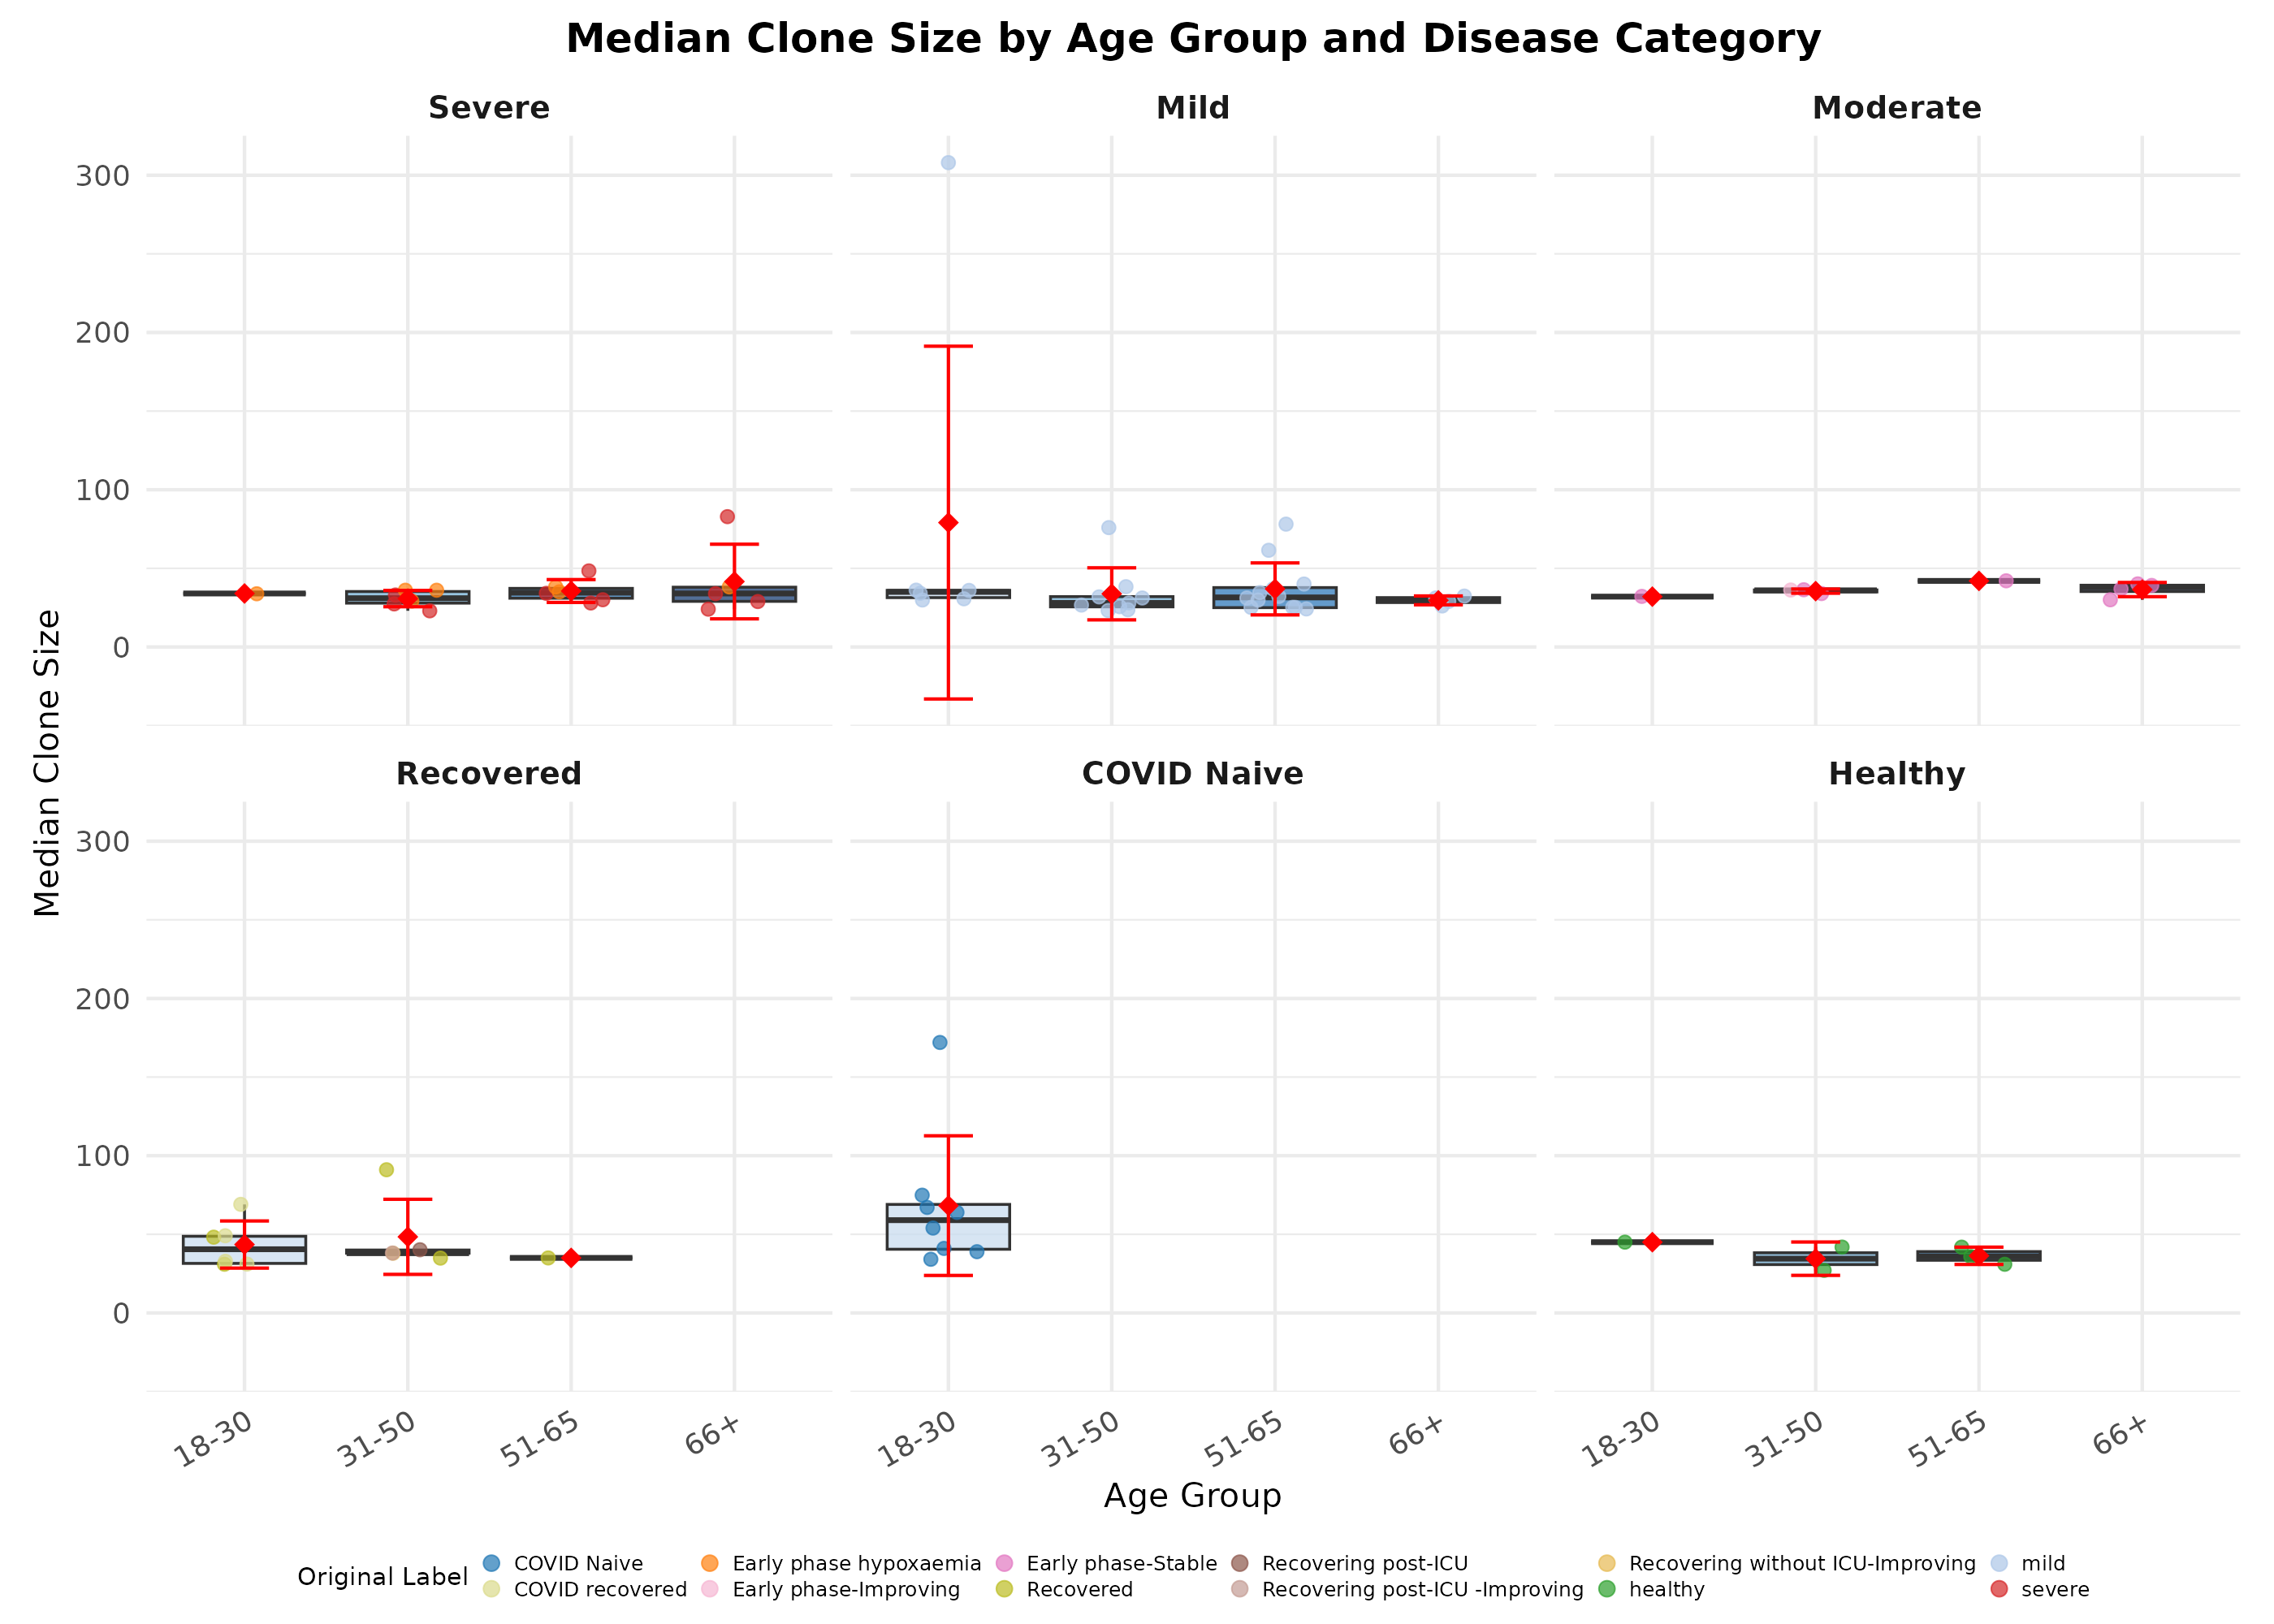 Median Clone Size by Age Group and Disease Category
Severe
Mild
Moderate
300
200
100
0
Median Clone Size
Recovered
COVID Naive
Healthy
300
200
100
0
18-30
31-50
51-65
66+
18-30
31-50
51-65
66+
18-30
31-50
51-65
66+
Age Group
Original Label
COVID Naive
Early phase hypoxaemia
Early phase-Stable
Recovering post-ICU
Recovering without ICU-Improving
mild
COVID recovered
Early phase-Improving
Recovered
Recovering post-ICU -Improving
healthy
severe